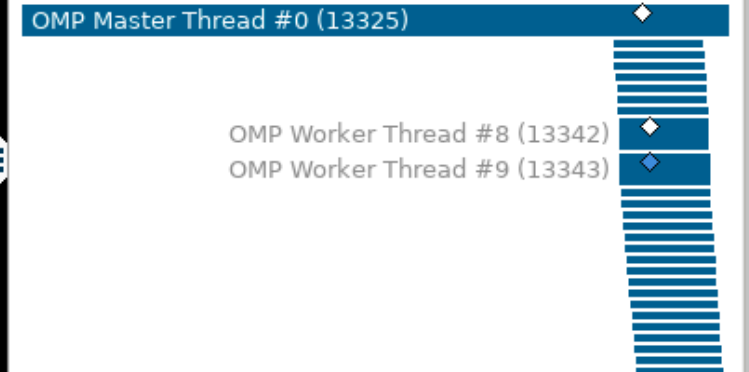 OMP Master Thread #0 (13325)
OMP Worker Thread #8 (13342)
OMP Worker Thread #9 (13343)